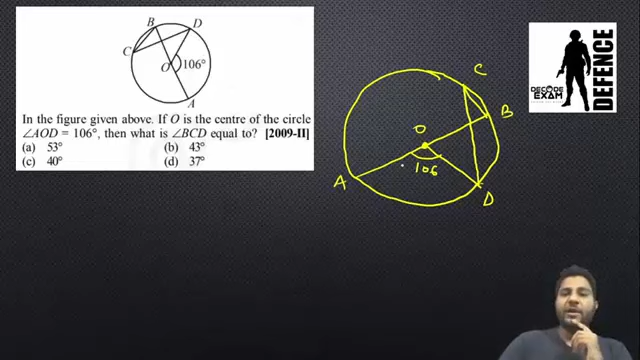 B
D
C
O
106°
A
In the figure given above. If O is the centre of the circle
∠AOD = 106°, then what is ∠BCD equal to? [2009-II]
(a) 53° (b) 43°
(c) 40° (d) 37°
C
B
O
106
A
D
DECODE
EXAM
DEFENCE